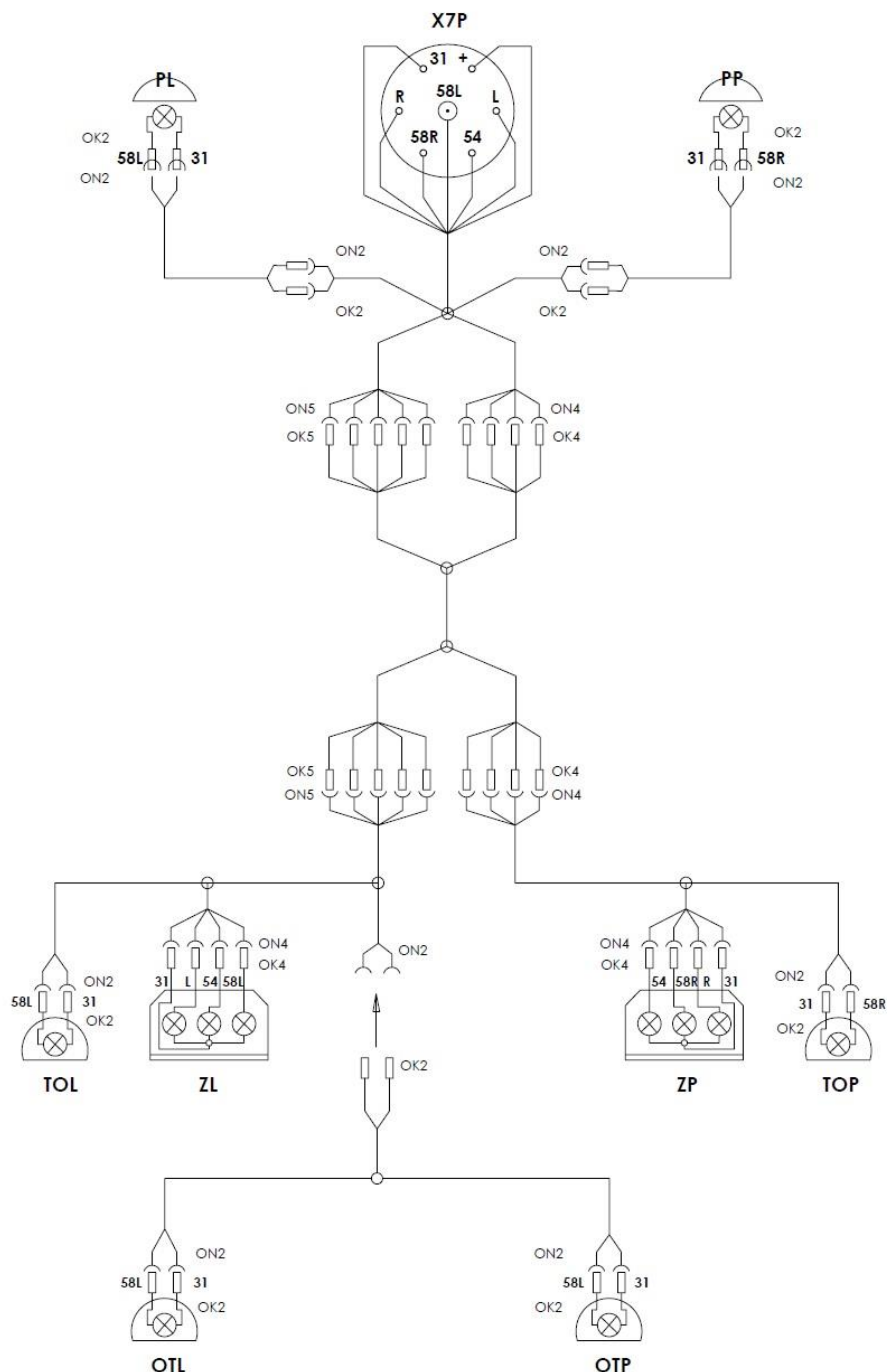 X7P
31 +
PL
PP
R 58L L
OK2
58L 31
ON2
58R 54
OK2
31 58R
ON2
ON2
OK2
ON2
OK2
ON5
OK5
ON4
OK4
OK5
ON5
OK4
ON4
ON2
58L 31
OK2
TOL
ON4
OK4
31 L 54 58L
ZL
ON2
OK2
ON4
OK4
54 58R R 31
ZP
ON2
31 58R
OK2
TOP
ON2
58L 31
OK2
OTL
ON2
58L 31
OK2
OTP